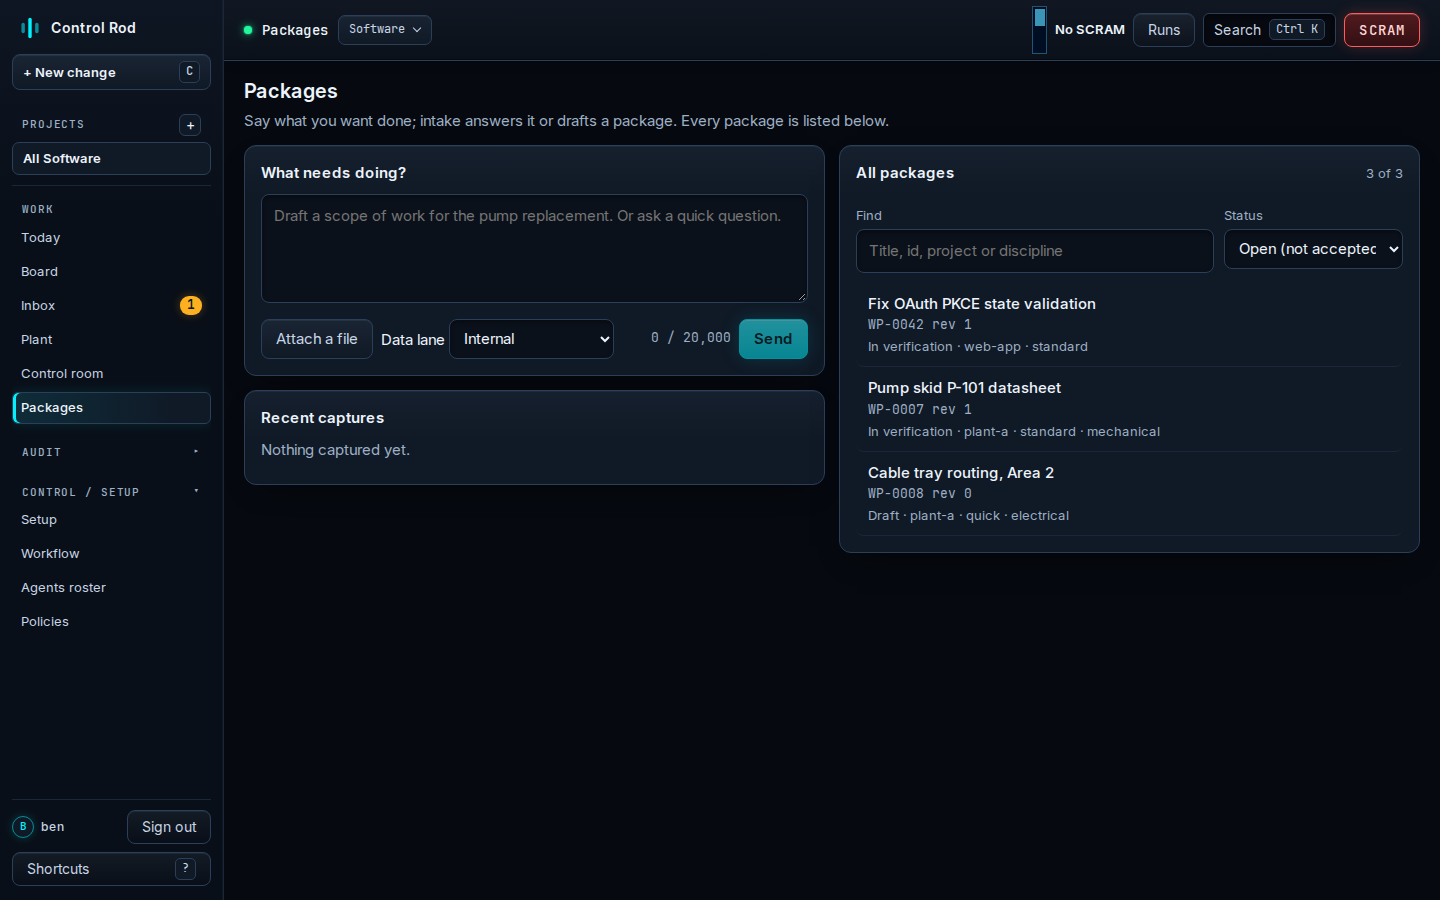 Control Rod
+ New change C
PROJECTS +
All Software
WORK
Today
Board
Inbox 1
Plant
Control room
Packages
AUDIT
CONTROL / SETUP
Setup
Workflow
Agents roster
Policies
B ben Sign out
Shortcuts ?
Packages Software No SCRAM Runs Search Ctrl K SCRAM
Packages
Say what you want done; intake answers it or drafts a package. Every package is listed below.
What needs doing?
Draft a scope of work for the pump replacement. Or ask a quick question.
Attach a file Data lane Internal 0 / 20,000 Send
Recent captures
Nothing captured yet.
All packages 3 of 3
Find Status
Title, id, project or discipline Open (not accepted
Fix OAuth PKCE state validation
WP-0042 rev 1
In verification · web-app · standard
Pump skid P-101 datasheet
WP-0007 rev 1
In verification · plant-a · standard · mechanical
Cable tray routing, Area 2
WP-0008 rev 0
Draft · plant-a · quick · electrical